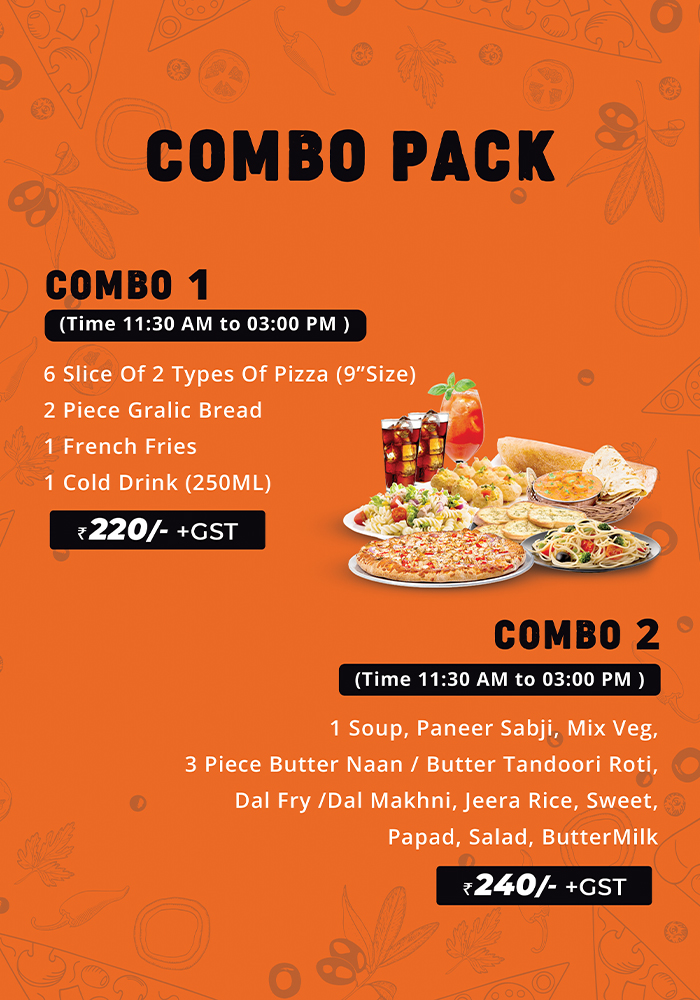 COMBO PACK
COMBO 1
(Time 11:30 AM to 03:00 PM )
6 Slice Of 2 Types Of Pizza (9”Size)
2 Piece Gralic Bread
1 French Fries
1 Cold Drink (250ML)
₹220/- +GST
COMBO 2
(Time 11:30 AM to 03:00 PM )
1 Soup, Paneer Sabji, Mix Veg,
3 Piece Butter Naan / Butter Tandoori Roti,
Dal Fry /Dal Makhni, Jeera Rice, Sweet,
Papad, Salad, ButterMilk
₹240/- +GST